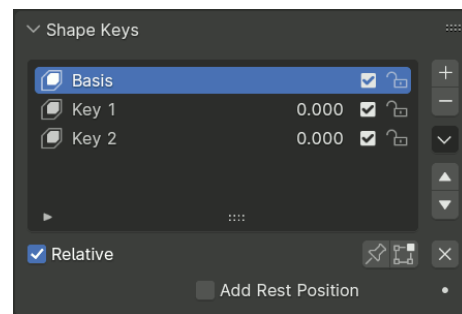 Shape Keys
Basis
Key 1 0.000
Key 2 0.000
Relative
Add Rest Position